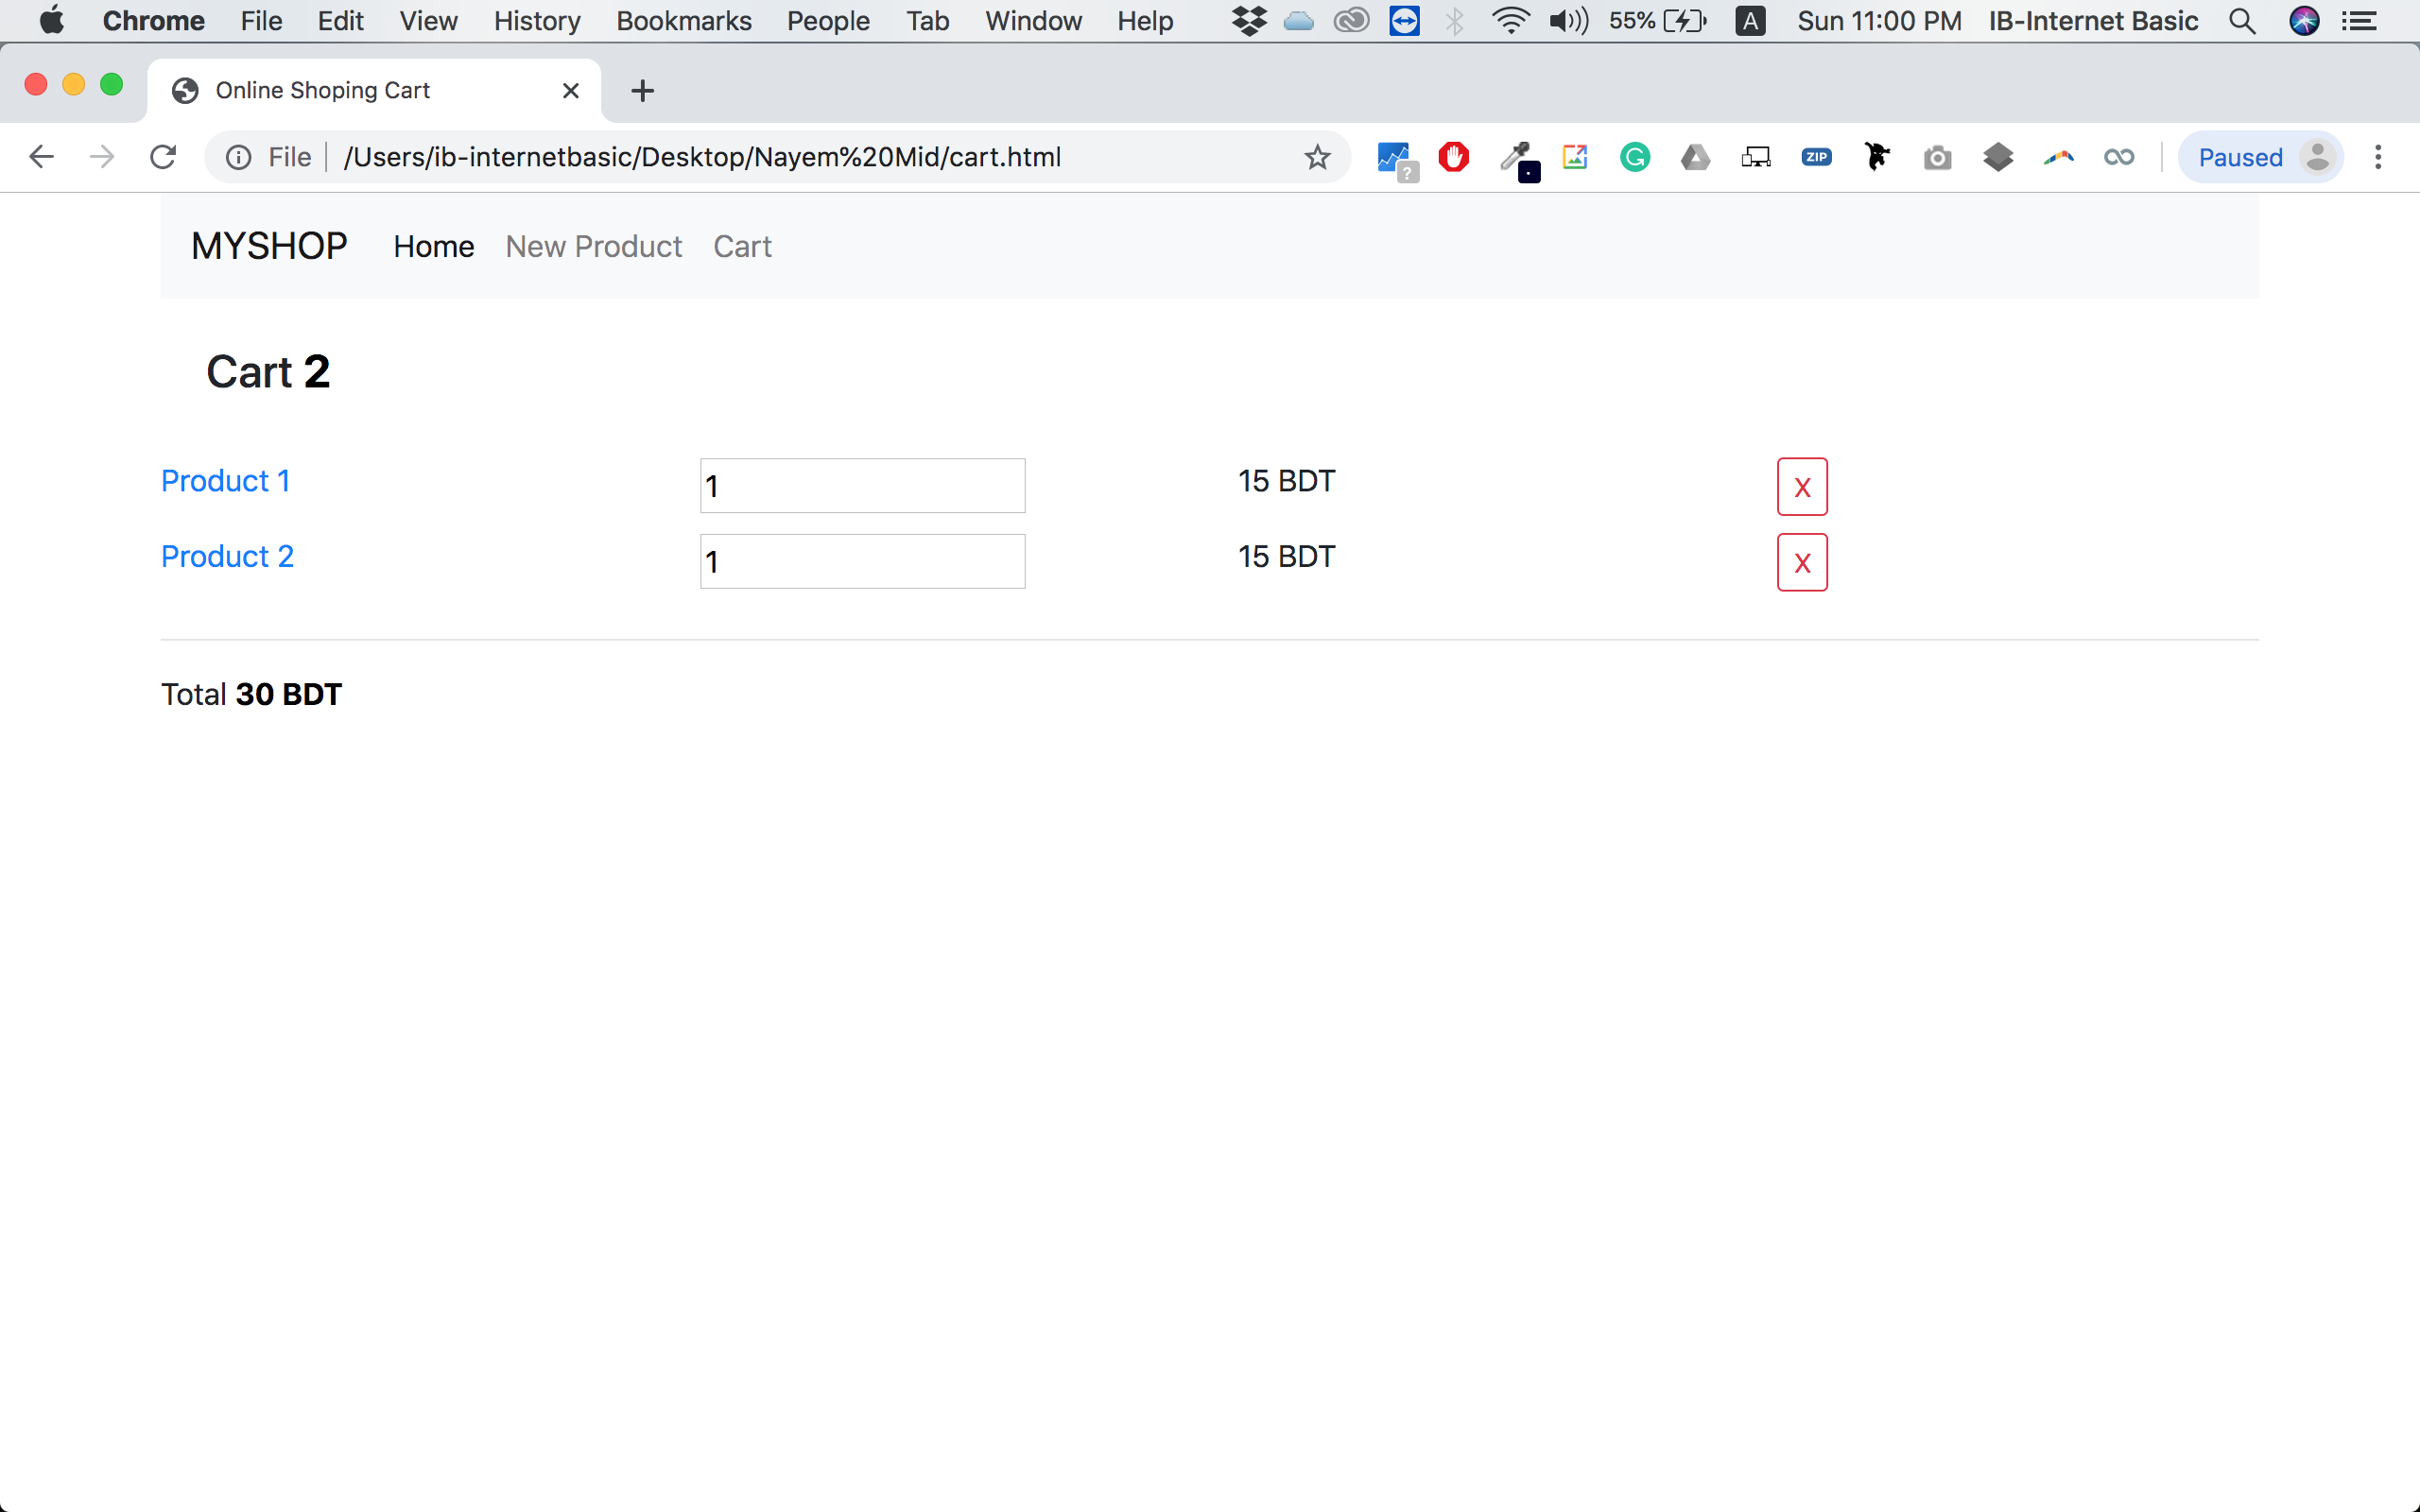 Chrome File Edit View History Bookmarks People Tab Window Help 55% A Sun 11:00 PM IB-Internet Basic
Online Shoping Cart
File /Users/ib-internetbasic/Desktop/Nayem%20Mid/cart.html ? G ZIP Paused
MYSHOP Home New Product Cart
Cart 2
Product 1 1 15 BDT X
Product 2 1 15 BDT X
Total 30 BDT